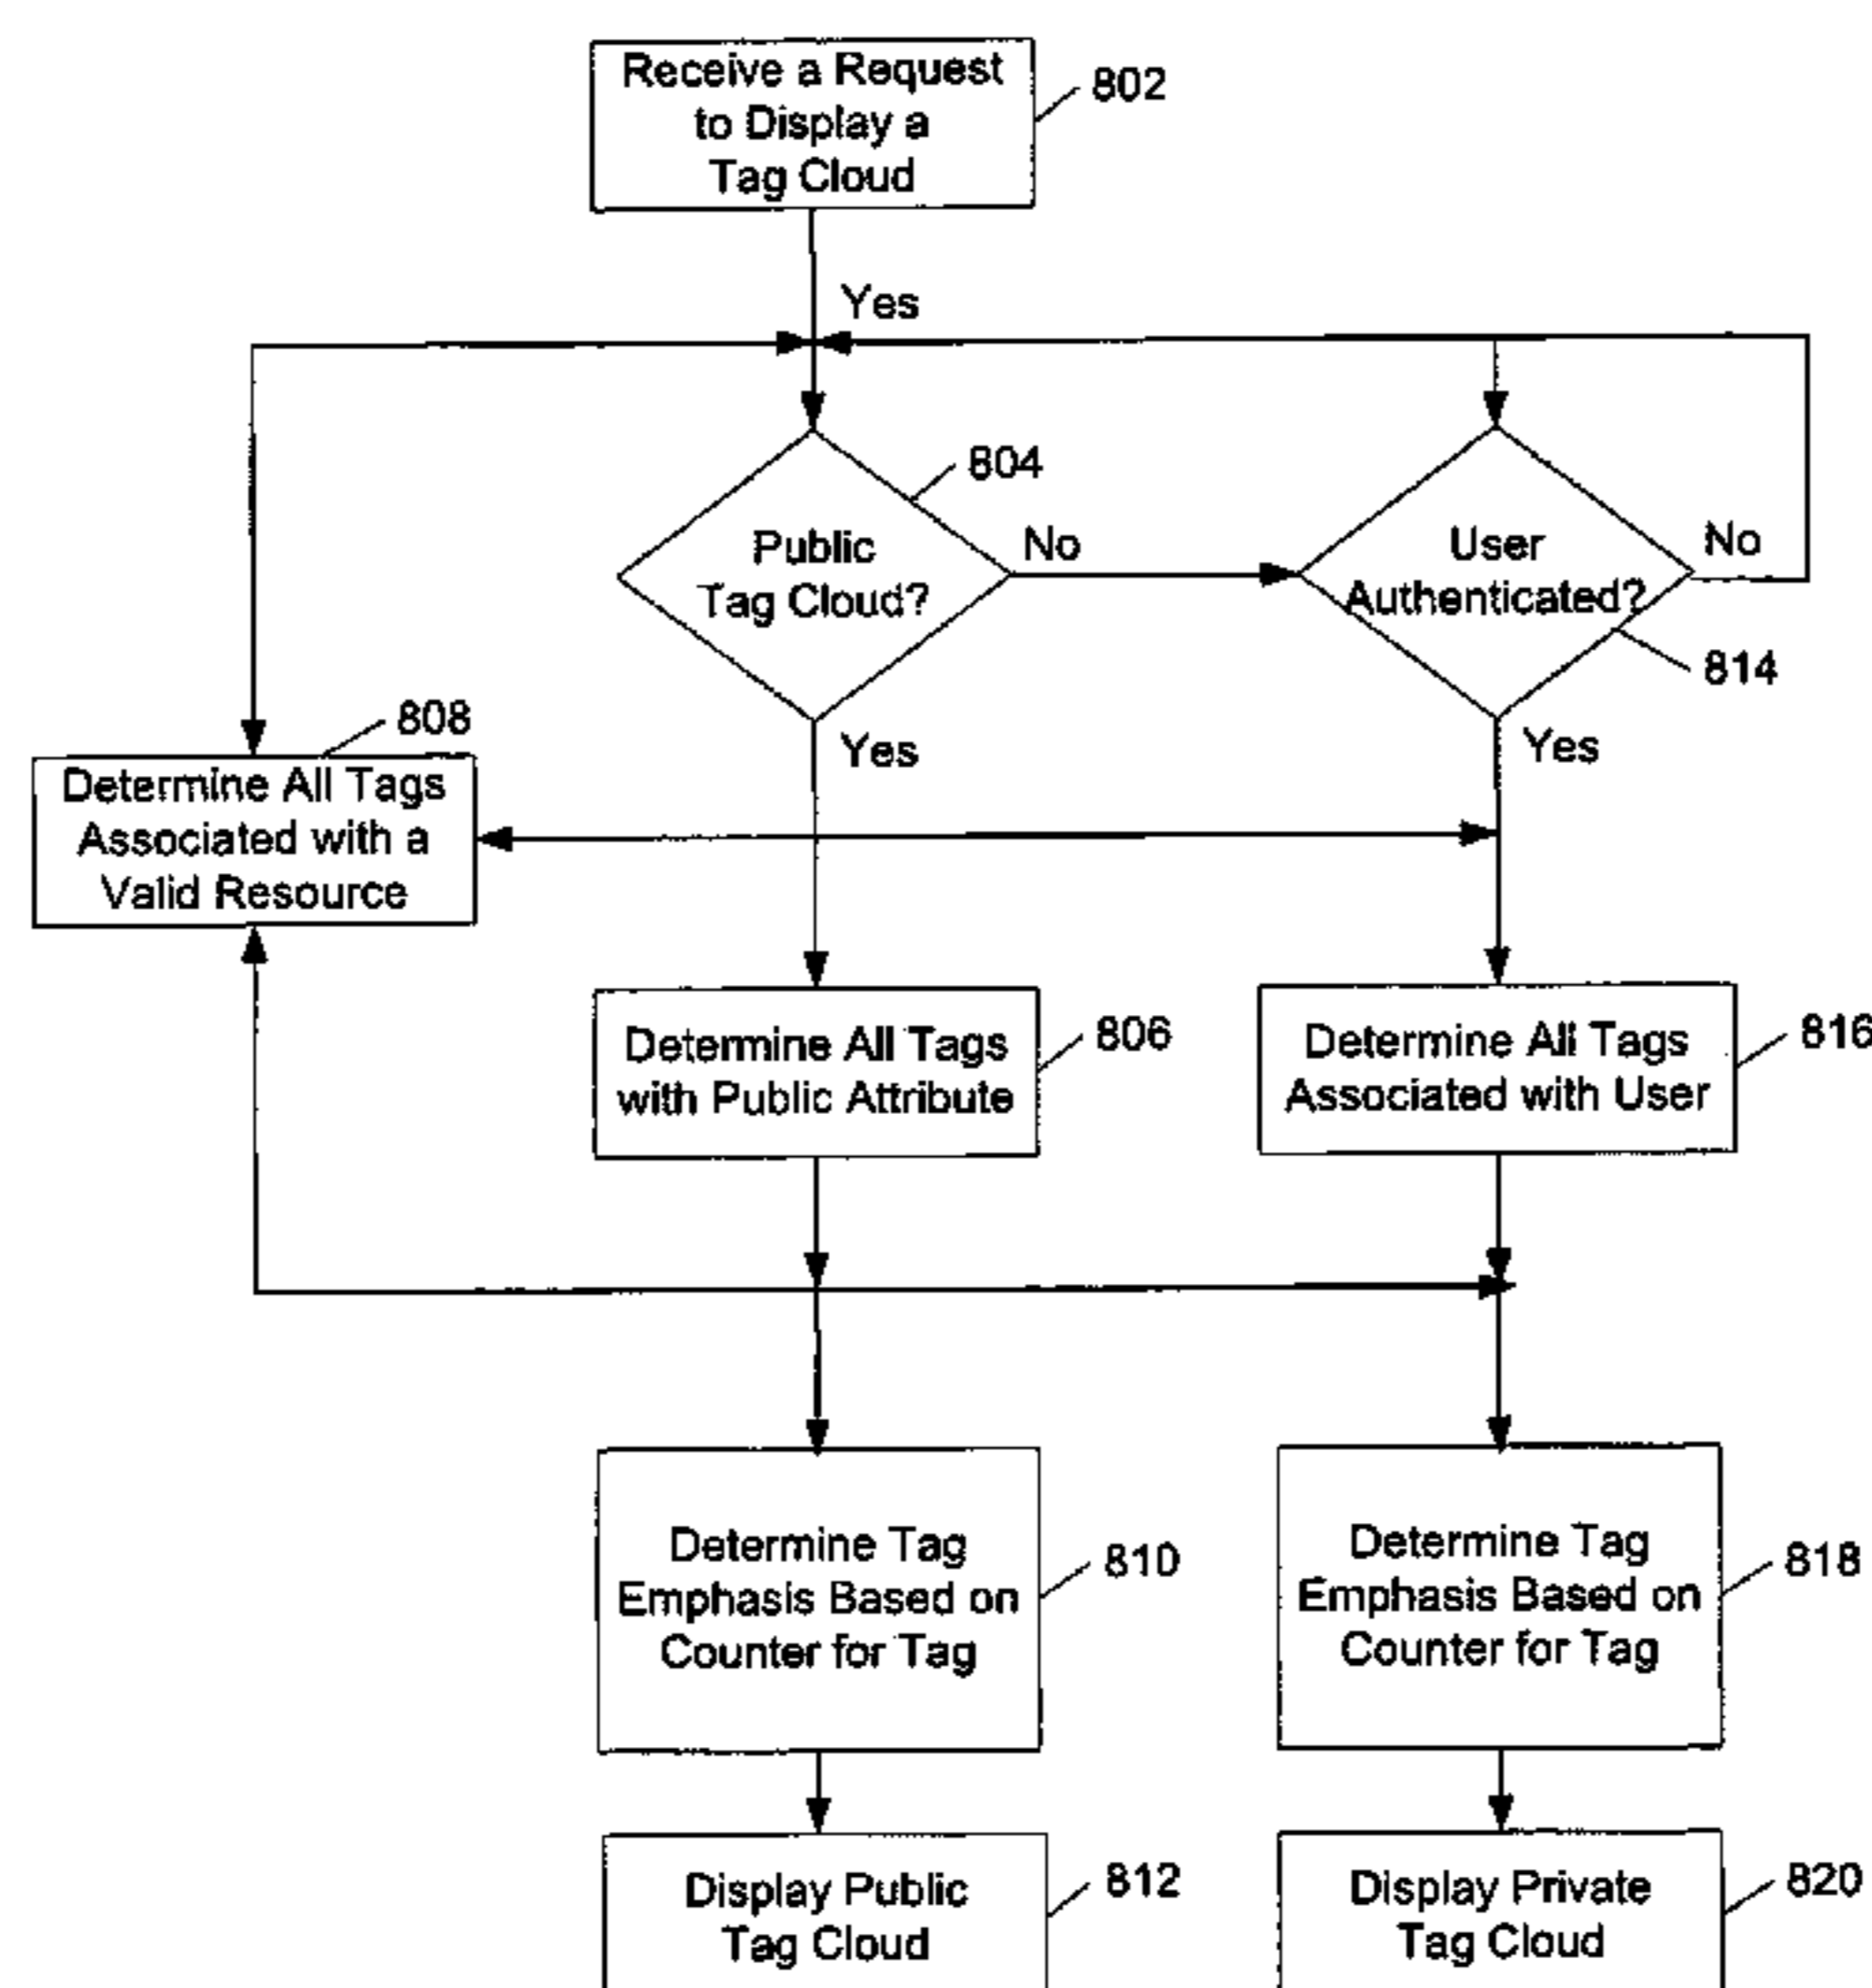 Receive a Request
to Display a
Tag Cloud
802
Yes
804
Public
Tag Cloud?
No
User
Authenticated?
No
814
Yes
Yes
808
Determine All Tags
Associated with a
Valid Resource
Determine All Tags
with Public Attribute
806
Determine All Tags
Associated with User
816
Determine Tag
Emphasis Based on
Counter for Tag
810
Determine Tag
Emphasis Based on
Counter for Tag
818
Display Public
Tag Cloud
812
Display Private
Tag Cloud
820